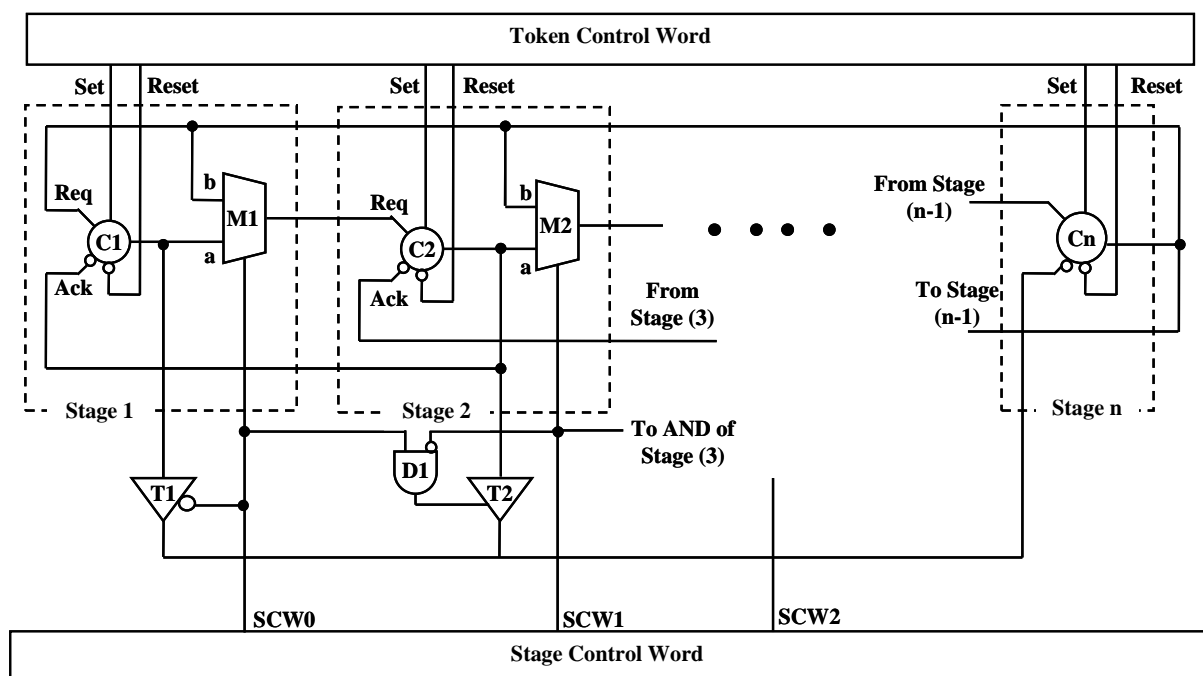 Token Control Word
Set Reset Set Reset Set Reset
Req
b
M1
C1
a
Ack
Req
b
M2
C2
a
Ack
From
Stage (3)
From Stage
(n-1)
Cn
To Stage
(n-1)
Stage 1
Stage 2
Stage n
To AND of
Stage (3)
D1
T1
T2
SCW0
SCW1
SCW2
Stage Control Word